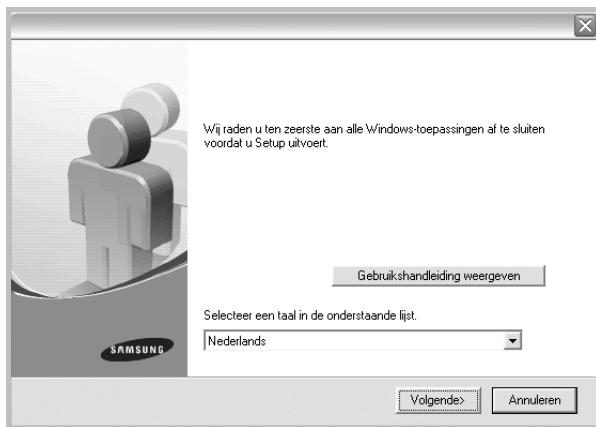 Wij raden u ten zeerste aan alle Windows-toepassingen af te sluiten
voordat u Setup uitvoert.
Gebruikshandleiding weergeven
Selecteer een taal in de onderstaande lijst.
Nederlands
SAMSUNG
Volgende>
Annuleren